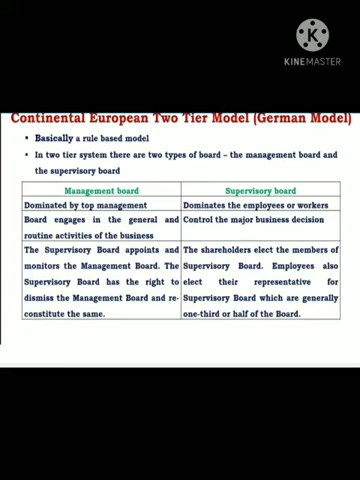 K
KINEMASTER
Continental European Two Tier Model (German Model)
• Basically a rule based model
• In two tier system there are two types of board – the management board and
the supervisory board
Management board
Supervisory board
Dominated by top management
Dominates the employees or workers
Board engages in the general and
routine activities of the business
Control the major business decision
The Supervisory Board appoints and
monitors the Management Board. The
Supervisory Board has the right to
dismiss the Management Board and re-
constitute the same.
The shareholders elect the members of
Supervisory Board. Employees also
elect their representative for
Supervisory Board which are generally
one-third or half of the Board.